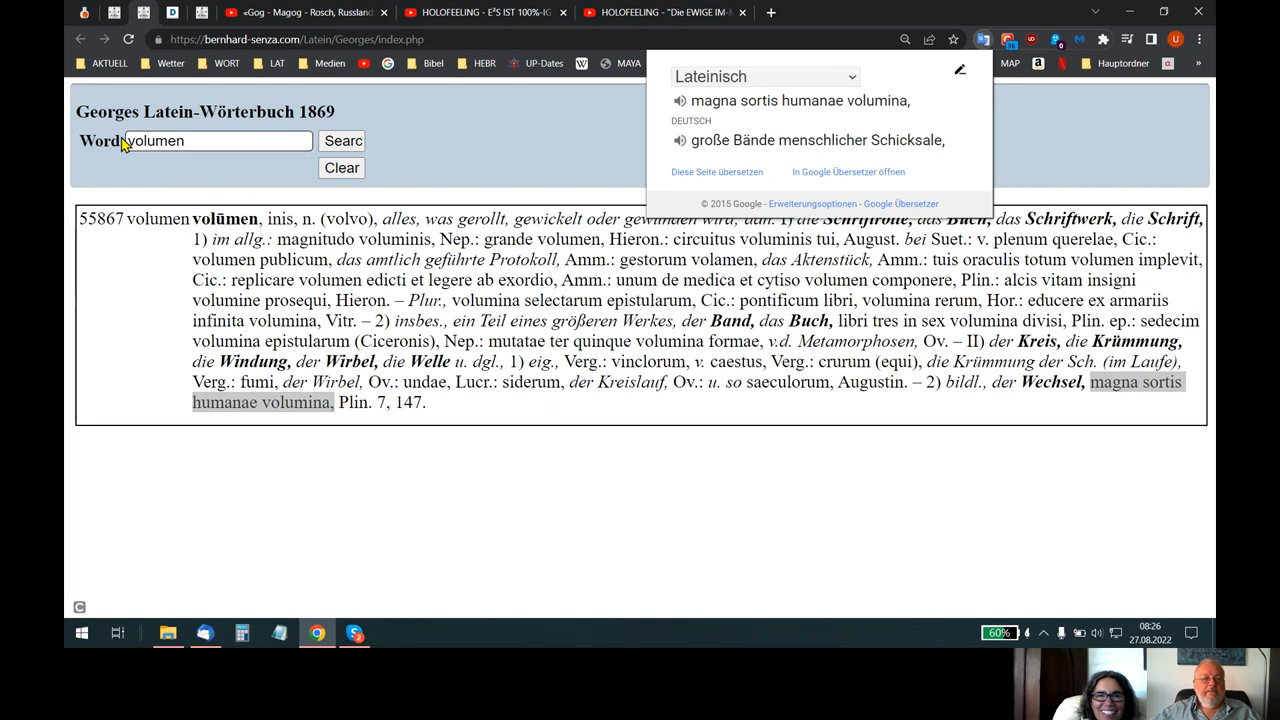 «Gog - Magog - Rosch, Russland
HOLOFEELING - E²S IST 100%-IG
HOLOFEELING - "Die EWIGE IM-
https://bernhard-senza.com/Latein/Georges/index.php
AKTUELL
Wetter
WORT
LAT
Medien
Bibel
HEBR
UP-Dates
MAYA
MAP
Hauptordner
»
Georges Latein-Wörterbuch 1869
Word: volumen
Searc
Clear
Lateinisch
magna sortis humanae volumina,
DEUTSCH
große Bände menschlicher Schicksale,
Diese Seite übersetzen
In Google Übersetzer öffnen
© 2015 Google - Erweiterungsoptionen - Google Übersetzer
55867 volumen volūmen, inis, n. (volvo), alles, was gerollt, gewickelt oder gewunden wird, dah. 1) die Schriftrolle, das Buch, das Schriftwerk, die Schrift,
1) im allg.: magnitudo voluminis, Nep.: grande volumen, Hieron.: circuitus voluminis tui, August. bei Suet.: v. plenum querelae, Cic.:
volumen publicum, das amtlich geführte Protokoll, Amm.: gestorum volamen, das Aktenstück, Amm.: tuis oraculis totum volumen implevit,
Cic.: replicare volumen edicti et legere ab exordio, Amm.: unum de medica et cytiso volumen componere, Plin.: alcis vitam insigni
volumine prosequi, Hieron. – Plur., volumina selectarum epistularum, Cic.: pontificum libri, volumina rerum, Hor.: educere ex armariis
infinita volumina, Vitr. – 2) insbes., ein Teil eines größeren Werkes, der Band, das Buch, libri tres in sex volumina divisi, Plin. ep.: sedecim
volumina epistularum (Ciceronis), Nep.: mutatae ter quinque volumina formae, v.d. Metamorphosen, Ov. – II) der Kreis, die Krümmung,
die Windung, der Wirbel, die Welle u. dgl., 1) eig., Verg.: vinclorum, v. caestus, Verg.: crurum (equi), die Krümmung der Sch. (im Laufe),
Verg.: fumi, der Wirbel, Ov.: undae, Lucr.: siderum, der Kreislauf, Ov.: u. so saeculorum, Augustin. – 2) bildl., der Wechsel, magna sortis
humanae volumina, Plin. 7, 147.
60%
08:26
27.08.2022